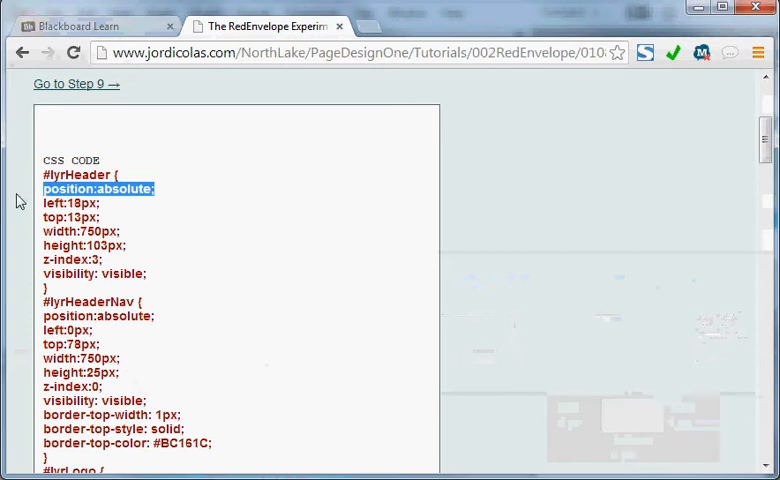 Blackboard Learn
The RedEnvelope Experim
www.jordicolas.com/NorthLake/PageDesignOne/Tutorials/002RedEnvelope/010
Go to Step 9 →
CSS CODE
#lyrHeader {
position:absolute;
left:18px;
top:13px;
width:750px;
height:103px;
z-index:3;
visibility: visible;
}
#lyrHeaderNav {
position:absolute;
left:0px;
top:78px;
width:750px;
height:25px;
z-index:0;
visibility: visible;
border-top-width: 1px;
border-top-style: solid;
border-top-color: #BC161C;
}
#lyrLogo {